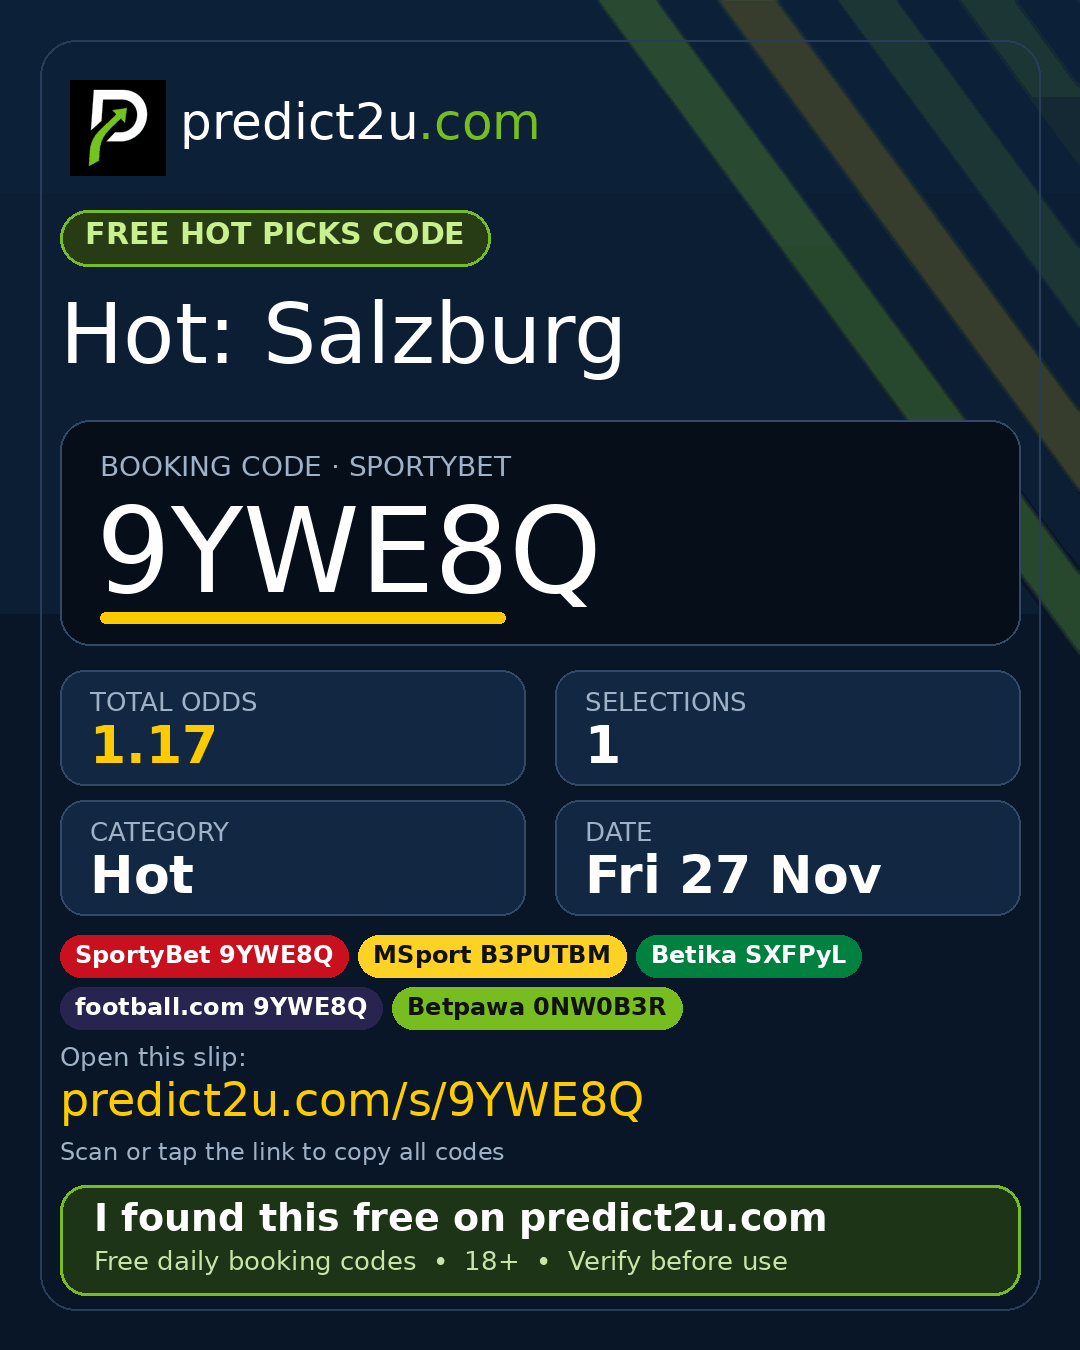 predict2u.com
FREE HOT PICKS CODE
Hot: Salzburg
BOOKING CODE · SPORTYBET
9YWE8Q
TOTAL ODDS
1.17
SELECTIONS
1
CATEGORY
Hot
DATE
Fri 27 Nov
SportyBet 9YWE8Q
MSport B3PUTBM
Betika SXFPyL
football.com 9YWE8Q
Betpawa 0NW0B3R
Open this slip:
predict2u.com/s/9YWE8Q
Scan or tap the link to copy all codes
I found this free on predict2u.com
Free daily booking codes • 18+ • Verify before use